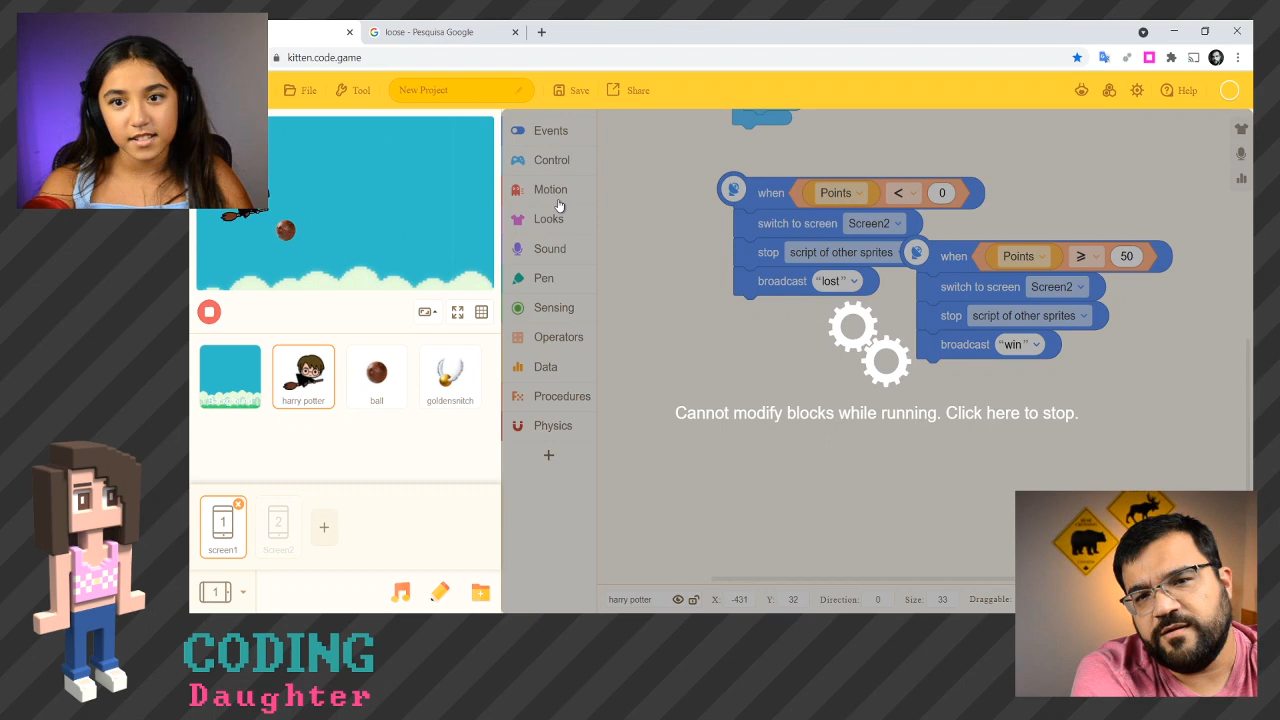 loose - Pesquisa Google
kitten.code.game
File
Tool
New Project
Save
Share
Help
Events
Control
Motion
Looks
Sound
Pen
Sensing
Operators
Data
Procedures
Physics
when Points < 0
switch to screen Screen2
stop script of other sprites
broadcast “lost”
when Points ≥ 50
switch to screen Screen2
stop script of other sprites
broadcast “win”
Cannot modify blocks while running. Click here to stop.
harry potter
ball
goldensnitch
1
screen1
2
Screen2
1
harry potter X: -431 Y: 32 Direction: 0 Size: 33 Draggable:
CODING
Daughter